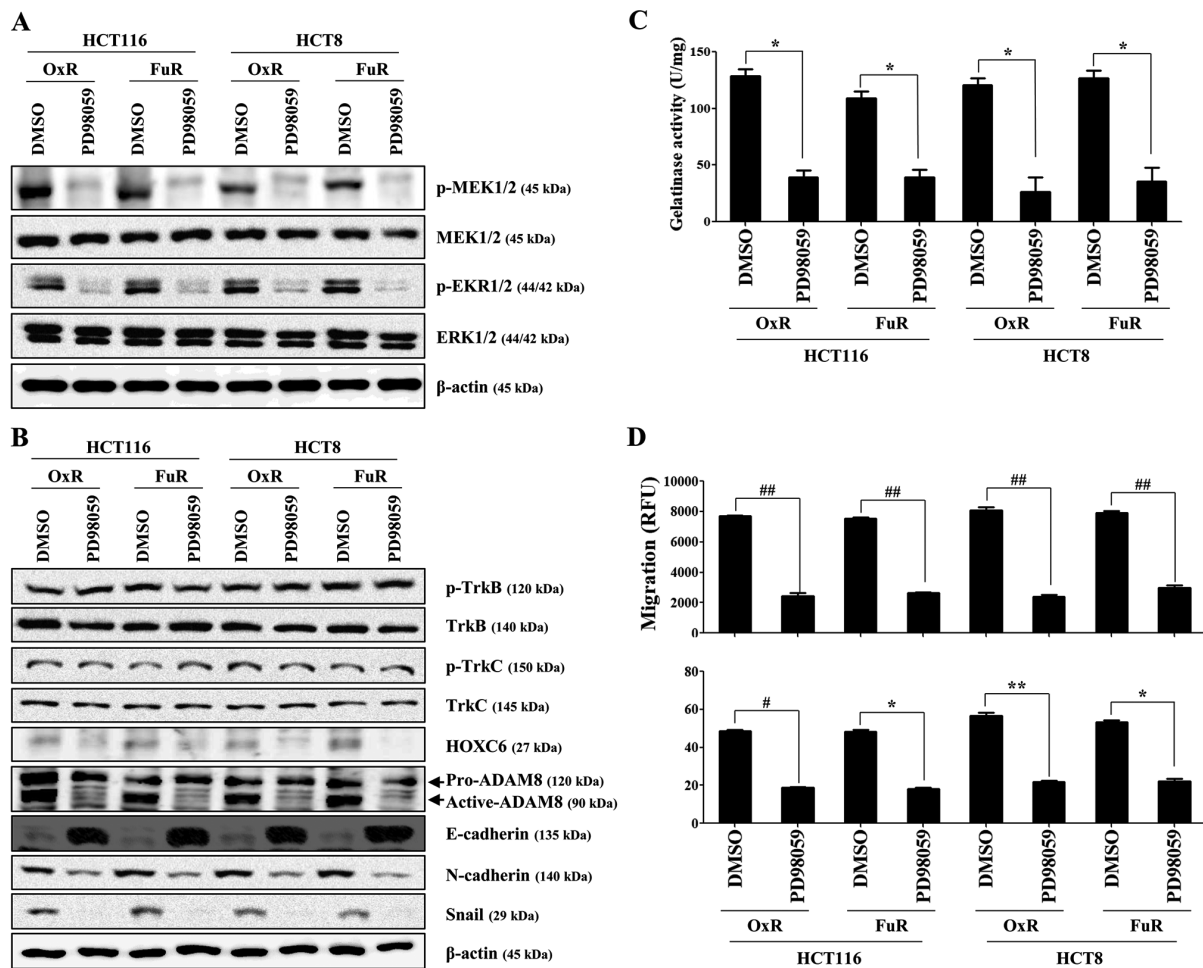 A
HCT116 HCT8
OxR FuR OxR FuR
DMSO PD98059 DMSO PD98059 DMSO PD98059 DMSO PD98059
p-MEK1/2 (45 kDa)
MEK1/2 (45 kDa)
p-EKR1/2 (44/42 kDa)
ERK1/2 (44/42 kDa)
β-actin (45 kDa)
B
HCT116 HCT8
OxR FuR OxR FuR
DMSO PD98059 DMSO PD98059 DMSO PD98059 DMSO PD98059
p-TrkB (120 kDa)
TrkB (140 kDa)
p-TrkC (150 kDa)
TrkC (145 kDa)
HOXC6 (27 kDa)
Pro-ADAM8 (120 kDa)
Active-ADAM8 (90 kDa)
E-cadherin (135 kDa)
N-cadherin (140 kDa)
Snail (29 kDa)
β-actin (45 kDa)
C
Gelatinase activity (U/mg)
150
100
50
0
* * * *
DMSO PD98059 DMSO PD98059 DMSO PD98059 DMSO PD98059
OxR FuR OxR FuR
HCT116 HCT8
D
Migration (RFU)
10000
8000
6000
4000
2000
0
## ## ## ##
60
40
20
0
# * ** *
DMSO PD98059 DMSO PD98059 DMSO PD98059 DMSO PD98059
OxR FuR OxR FuR
HCT116 HCT8